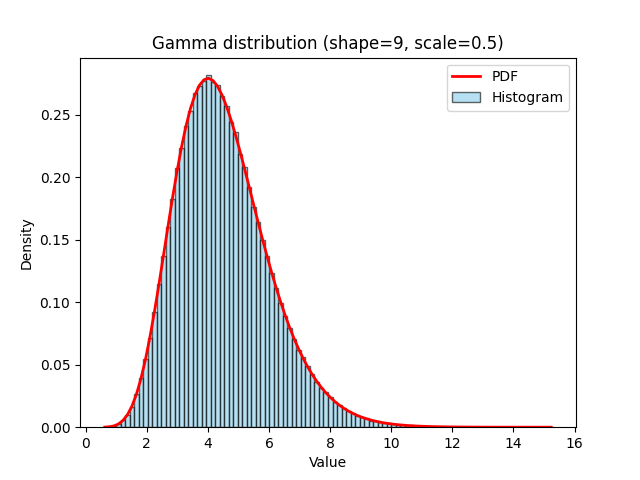 Gamma distribution (shape=9, scale=0.5)
PDF
Histogram
0.25
0.20
0.15
0.10
0.05
0.00
Density
0 2 4 6 8 10 12 14 16
Value